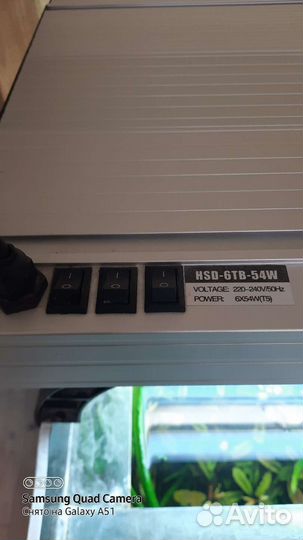 HSD-6TB-54W
VOLTAGE: 220-240V/50Hz
POWER: 6X54W(T5)
Samsung Quad Camera
Снято на Galaxy A51
Avito